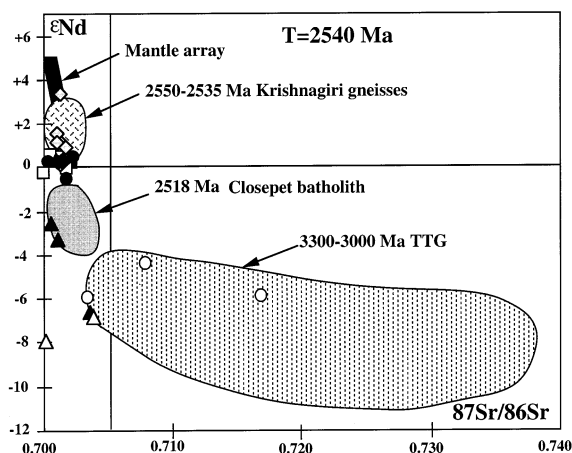 εNd
T=2540 Ma
+6
Mantle array
+4
2550-2535 Ma Krishnagiri gneisses
+2
0
2518 Ma Closepet batholith
-2
3300-3000 Ma TTG
-4
-6
-8
-10
87Sr/86Sr
-12
0.700 0.710 0.720 0.730 0.740